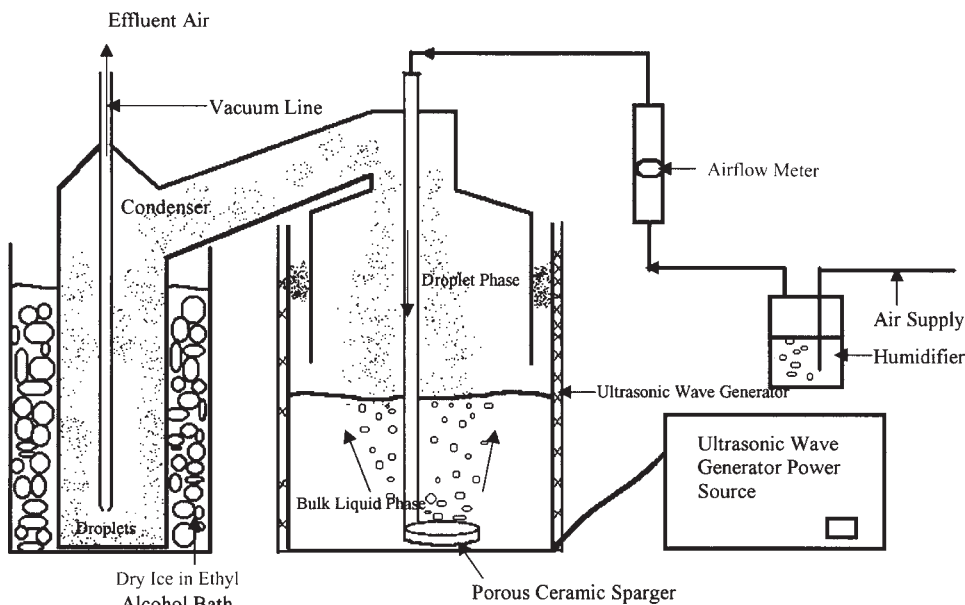 Effluent Air
Vacuum Line
Condenser
Airflow Meter
Droplet Phase
Air Supply
Humidifier
Ultrasonic Wave Generator
Ultrasonic Wave
Generator Power
Source
Bulk Liquid Phase
Droplets
Dry Ice in Ethyl
Alcohol Bath
Porous Ceramic Sparger